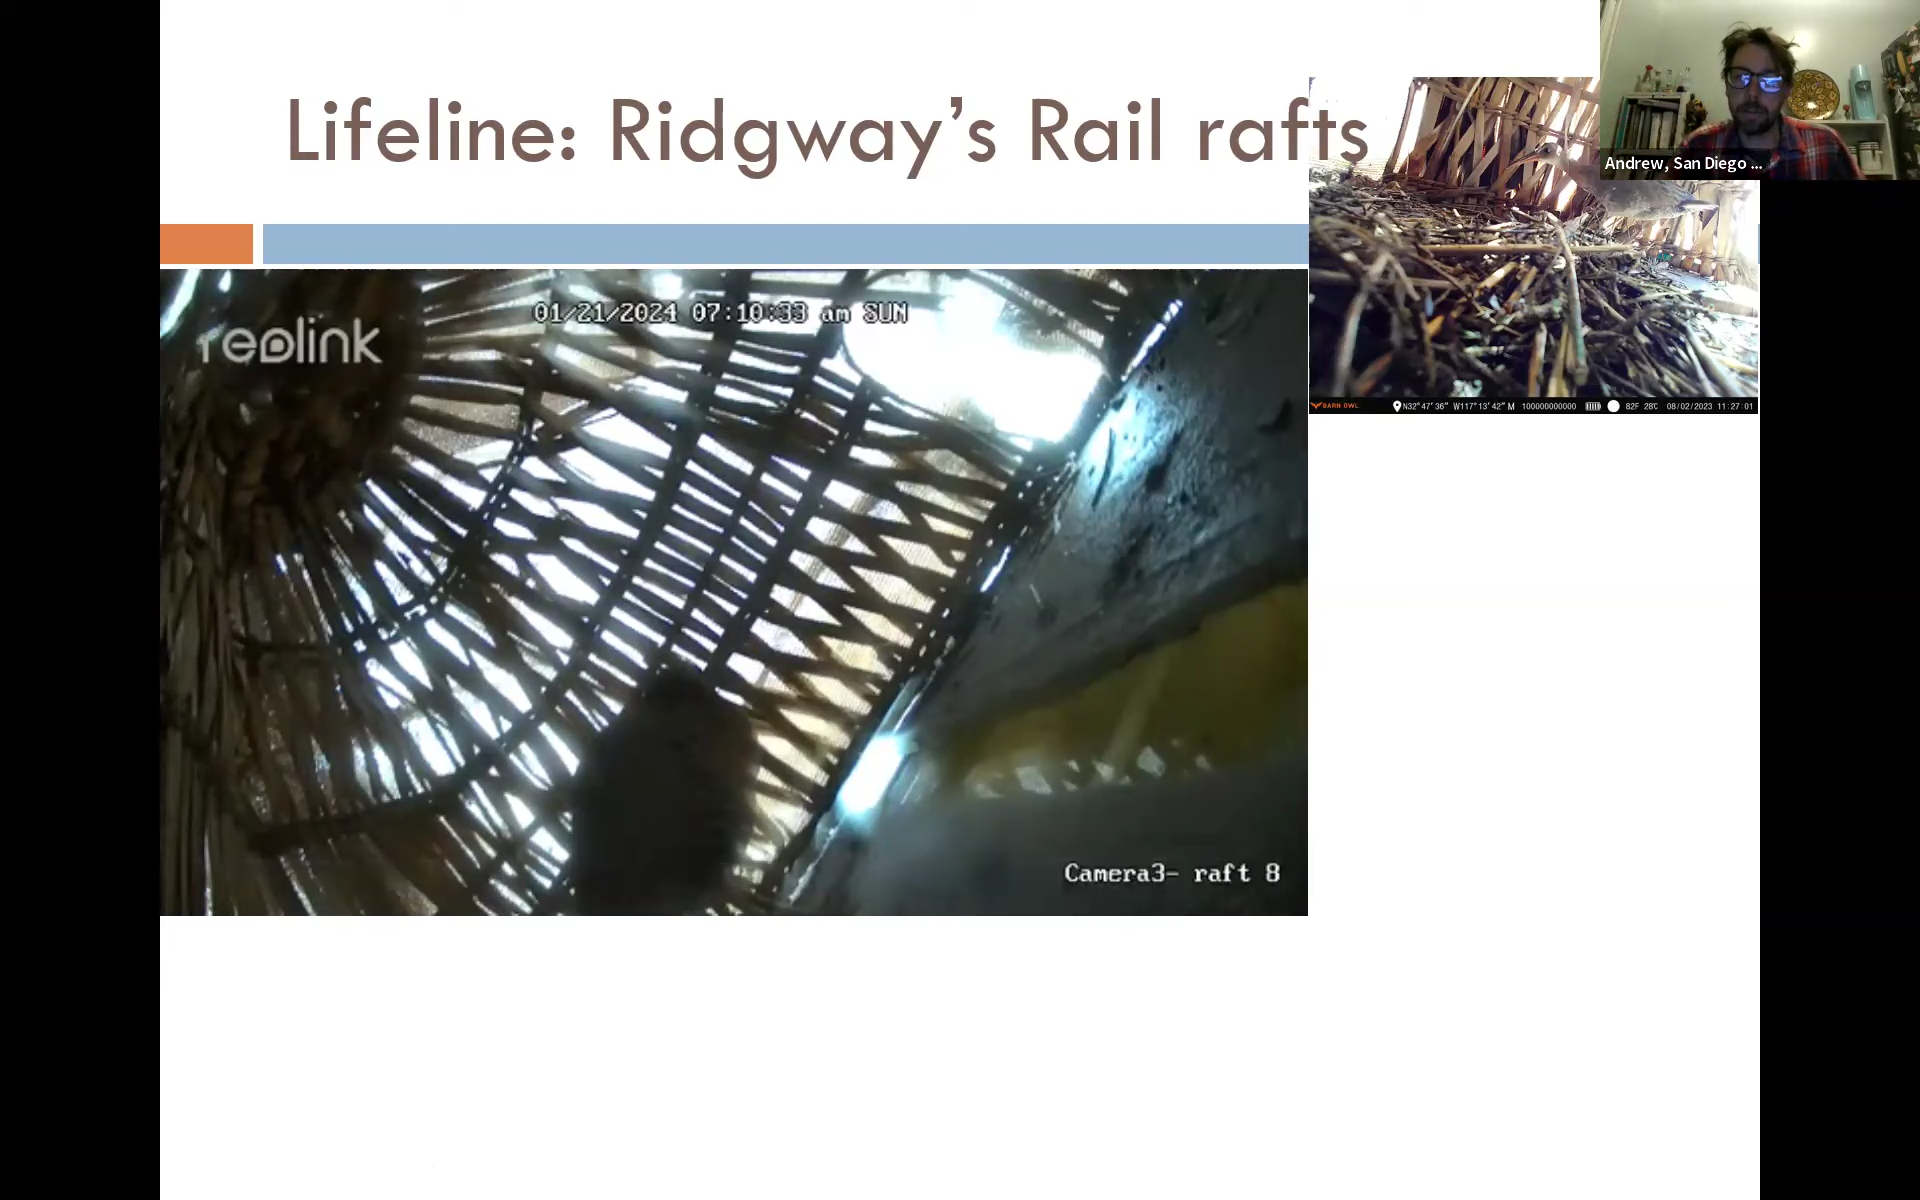 Lifeline: Ridgway’s Rail rafts
Andrew, San Diego ...
reolink
01/21/2024 07:10:33 am SUN
BARN OWL N32°47'36" W117°13'42" M 100000000000 82F 28C 08/02/2023 11:27:01
Camera3- raft 8